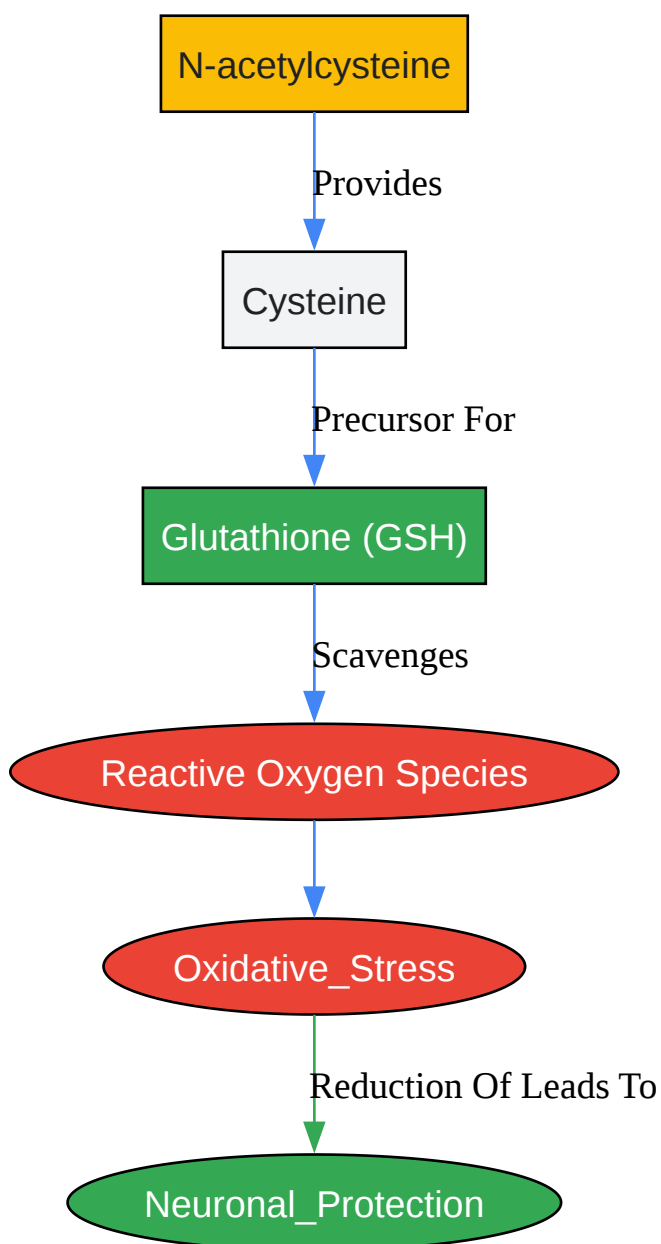 N-acetylcysteine
Provides
Cysteine
Precursor For
Glutathione (GSH)
Scavenges
Reactive Oxygen Species
Oxidative_Stress
Reduction Of Leads To
Neuronal_Protection